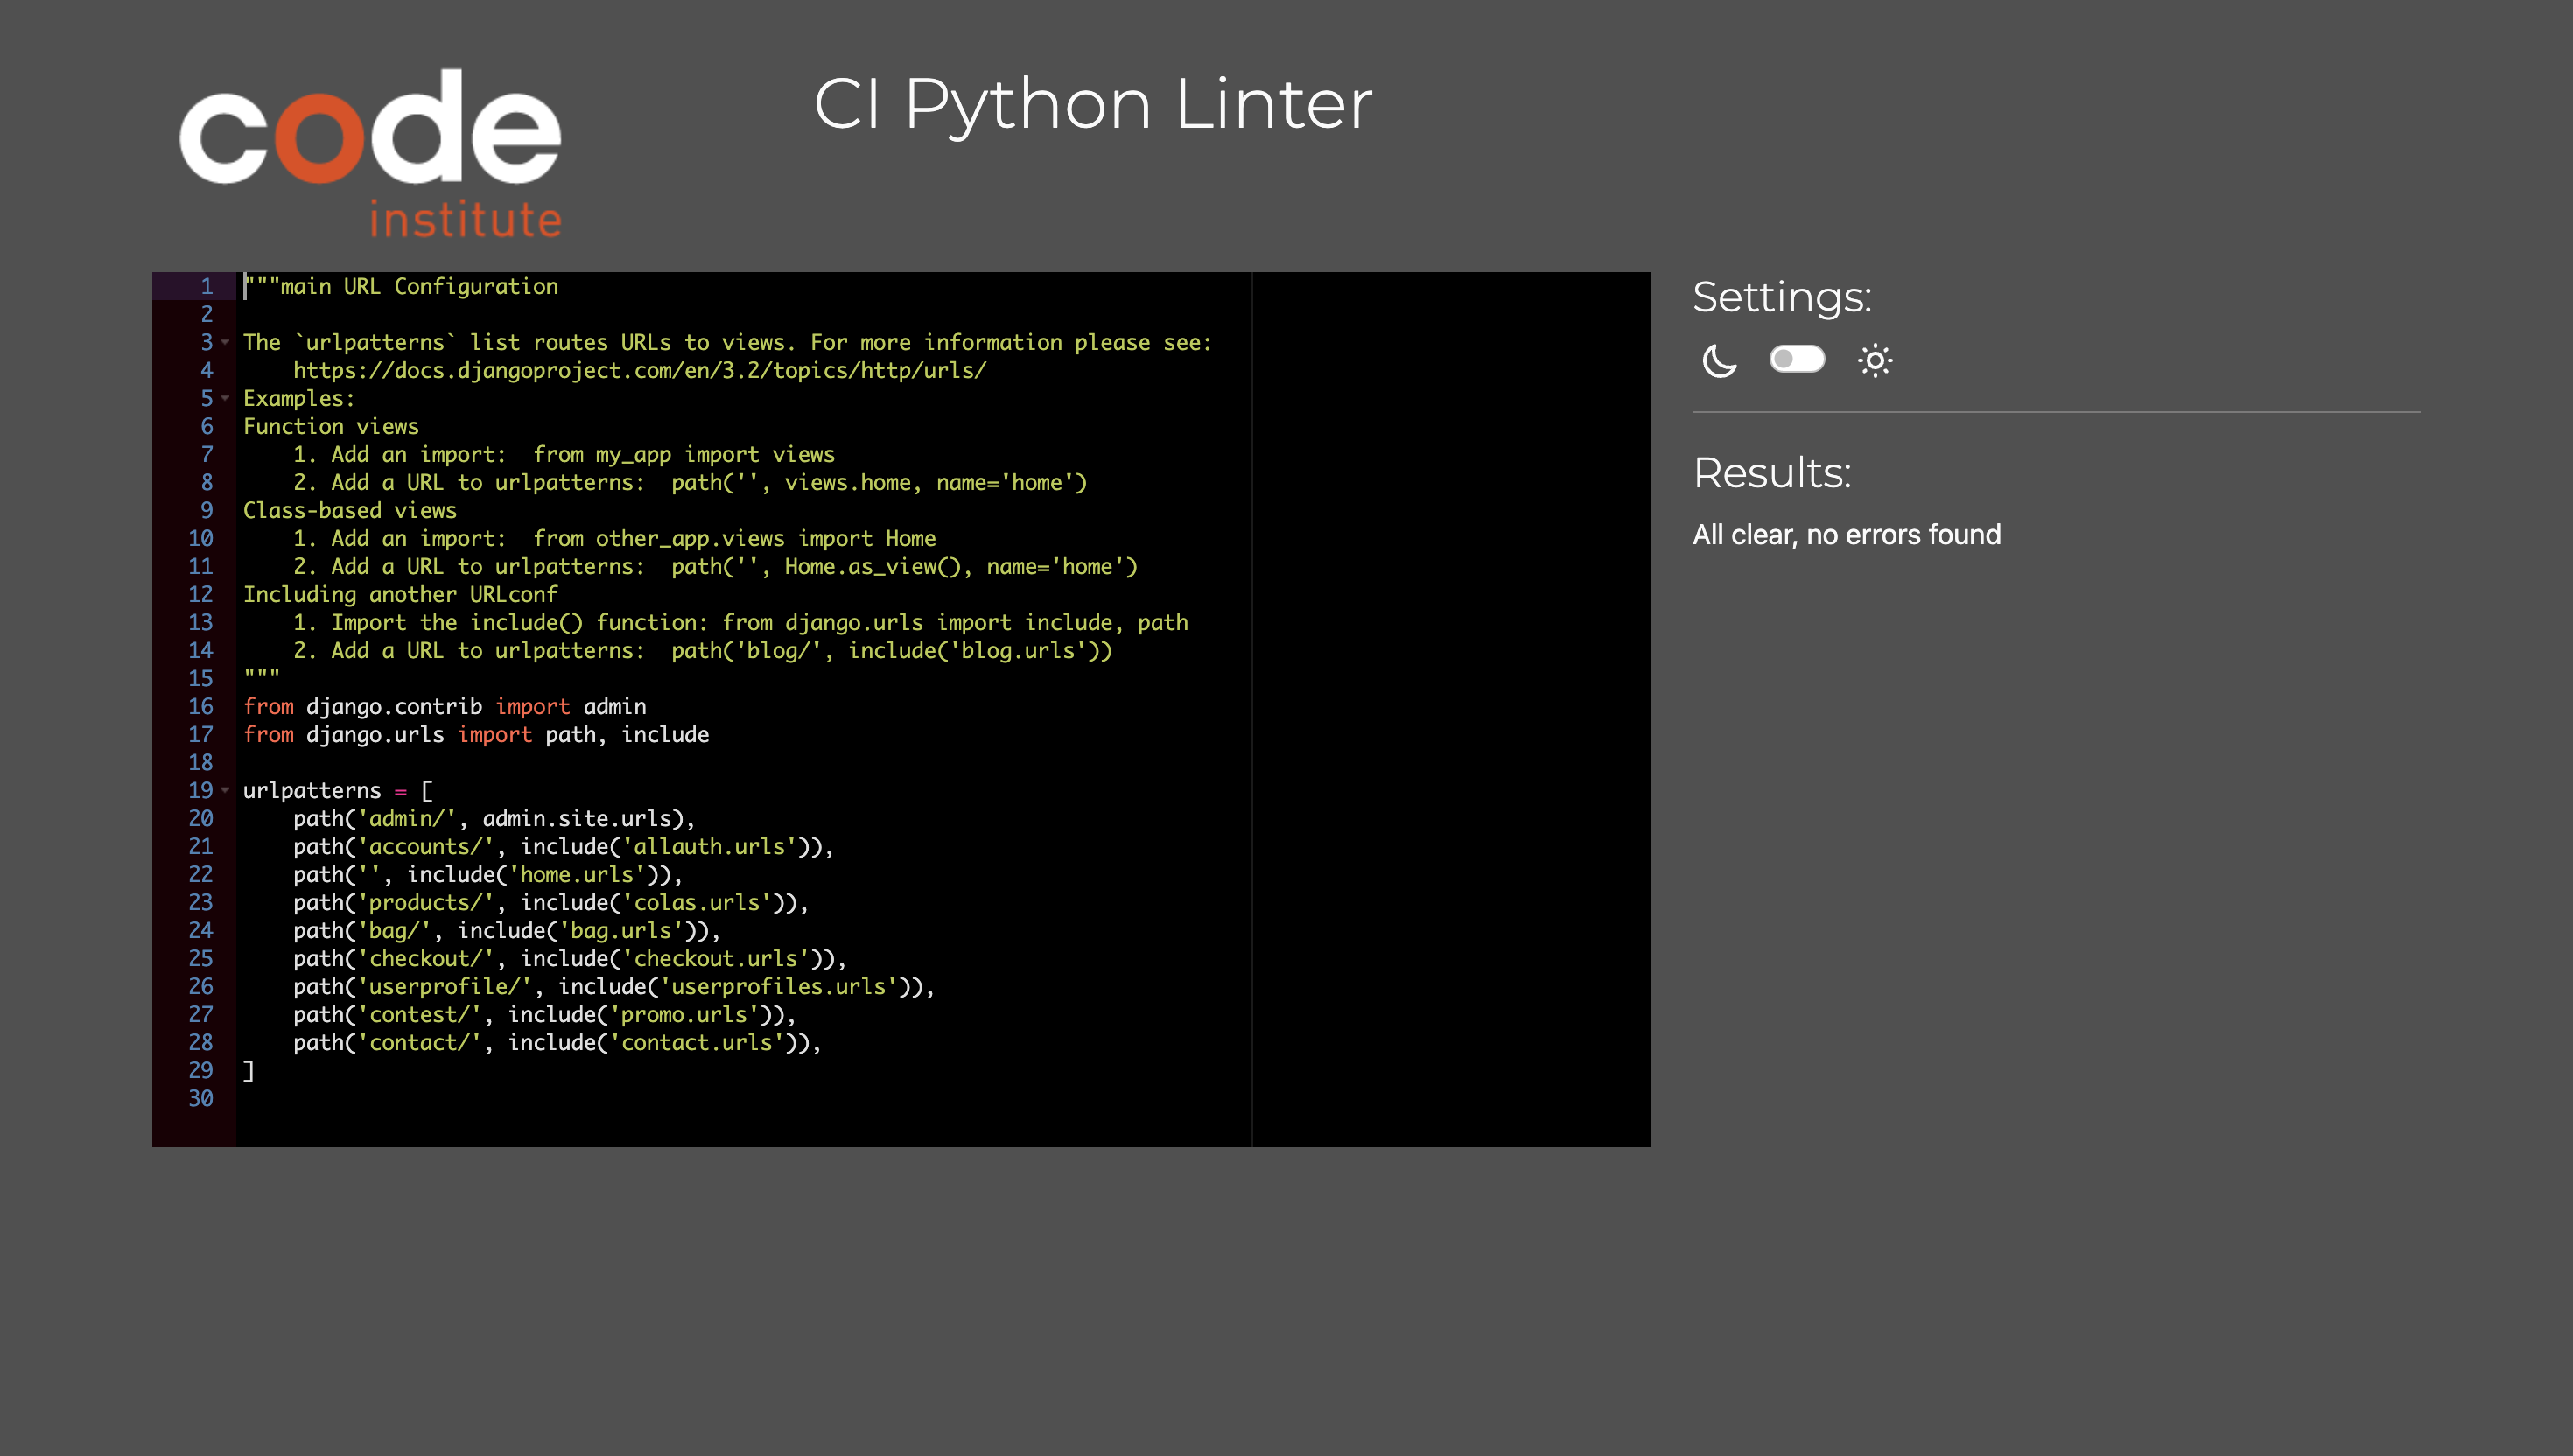 code
institute
CI Python Linter
1 """main URL Configuration
2
3 The `urlpatterns` list routes URLs to views. For more information please see:
4     https://docs.djangoproject.com/en/3.2/topics/http/urls/
5 Examples:
6 Function views
7     1. Add an import:  from my_app import views
8     2. Add a URL to urlpatterns:  path('', views.home, name='home')
9 Class-based views
10     1. Add an import:  from other_app.views import Home
11     2. Add a URL to urlpatterns:  path('', Home.as_view(), name='home')
12 Including another URLconf
13     1. Import the include() function: from django.urls import include, path
14     2. Add a URL to urlpatterns:  path('blog/', include('blog.urls'))
15 """
16 from django.contrib import admin
17 from django.urls import path, include
18
19 urlpatterns = [
20     path('admin/', admin.site.urls),
21     path('accounts/', include('allauth.urls')),
22     path('', include('home.urls')),
23     path('products/', include('colas.urls')),
24     path('bag/', include('bag.urls')),
25     path('checkout/', include('checkout.urls')),
26     path('userprofile/', include('userprofiles.urls')),
27     path('contest/', include('promo.urls')),
28     path('contact/', include('contact.urls')),
29 ]
30
Settings:
Results:
All clear, no errors found